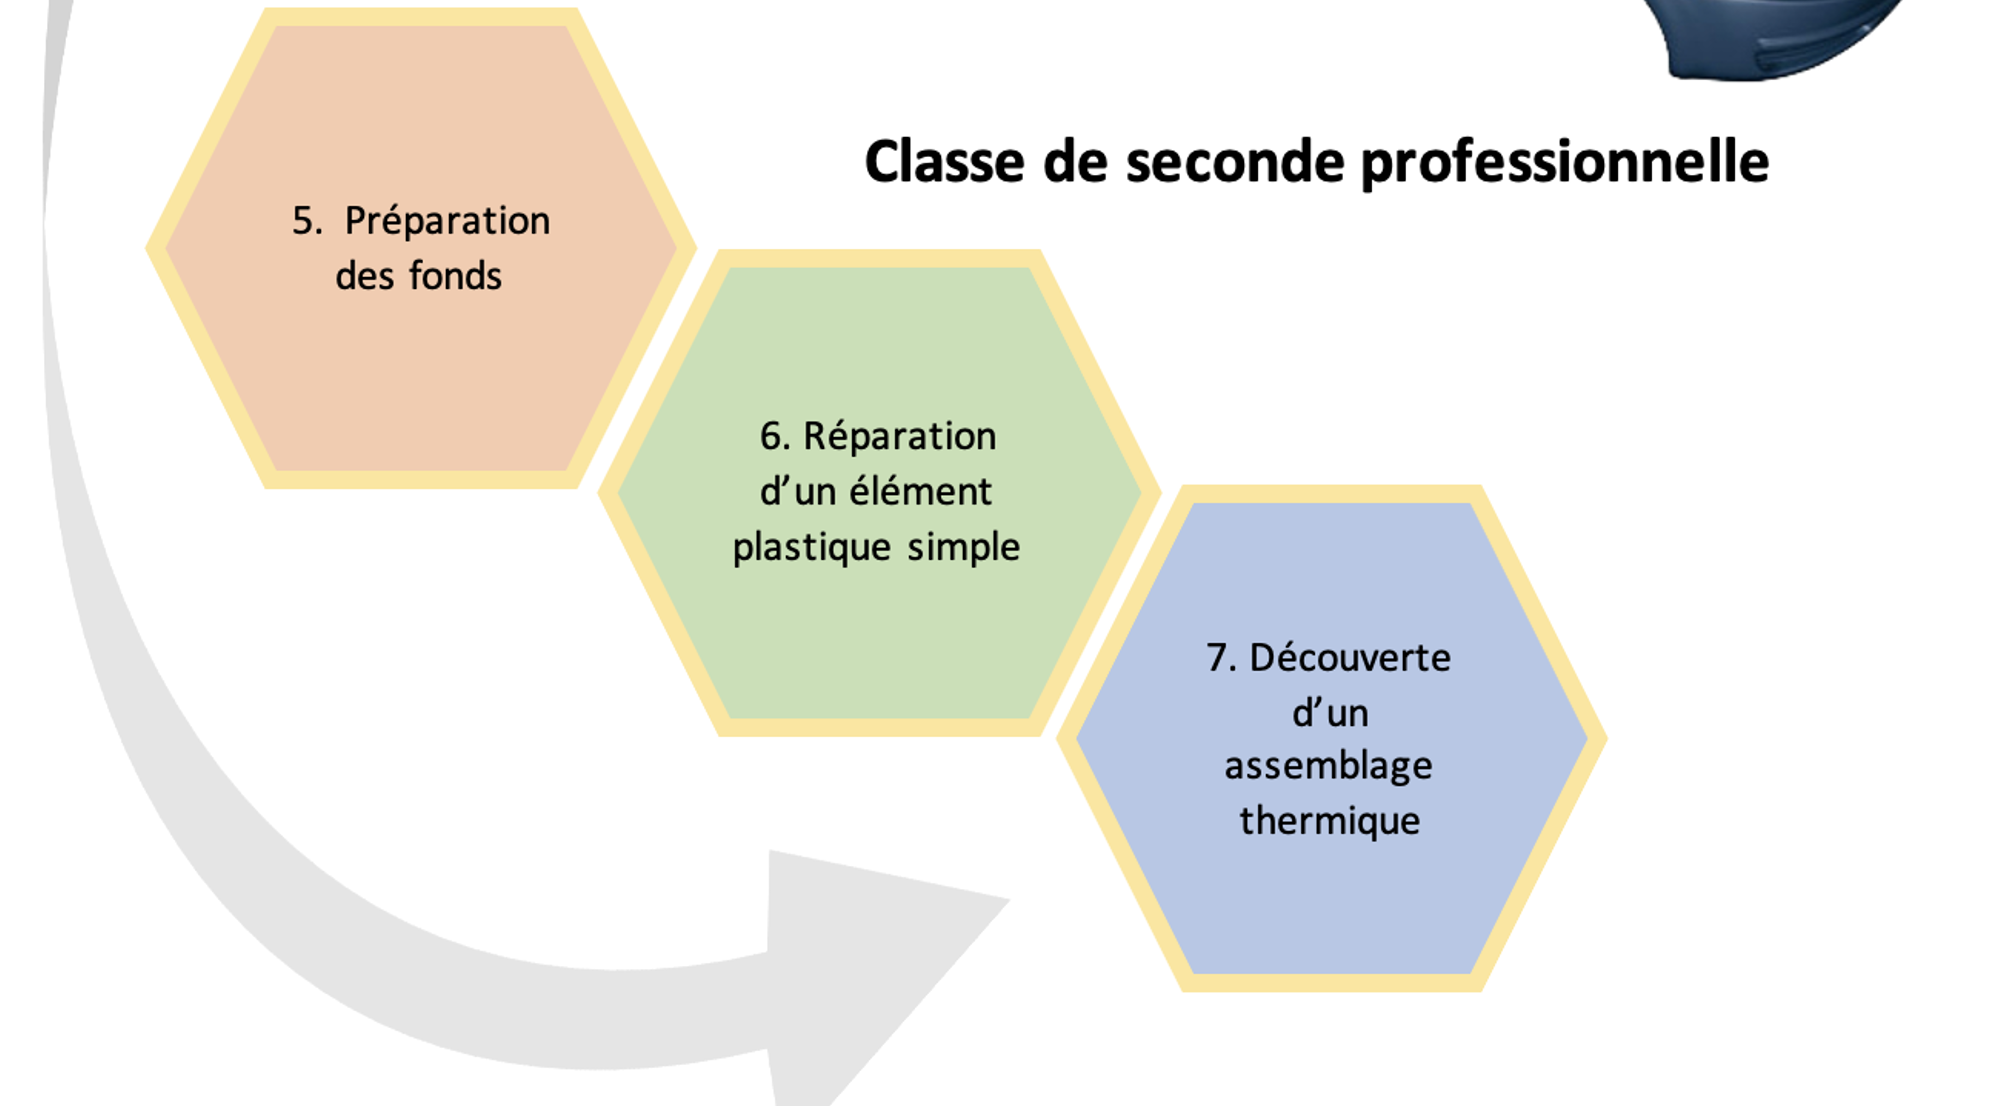 Classe de seconde professionnelle
5. Préparation
des fonds
6. Réparation
d’un élément
plastique simple
7. Découverte
d’un
assemblage
thermique